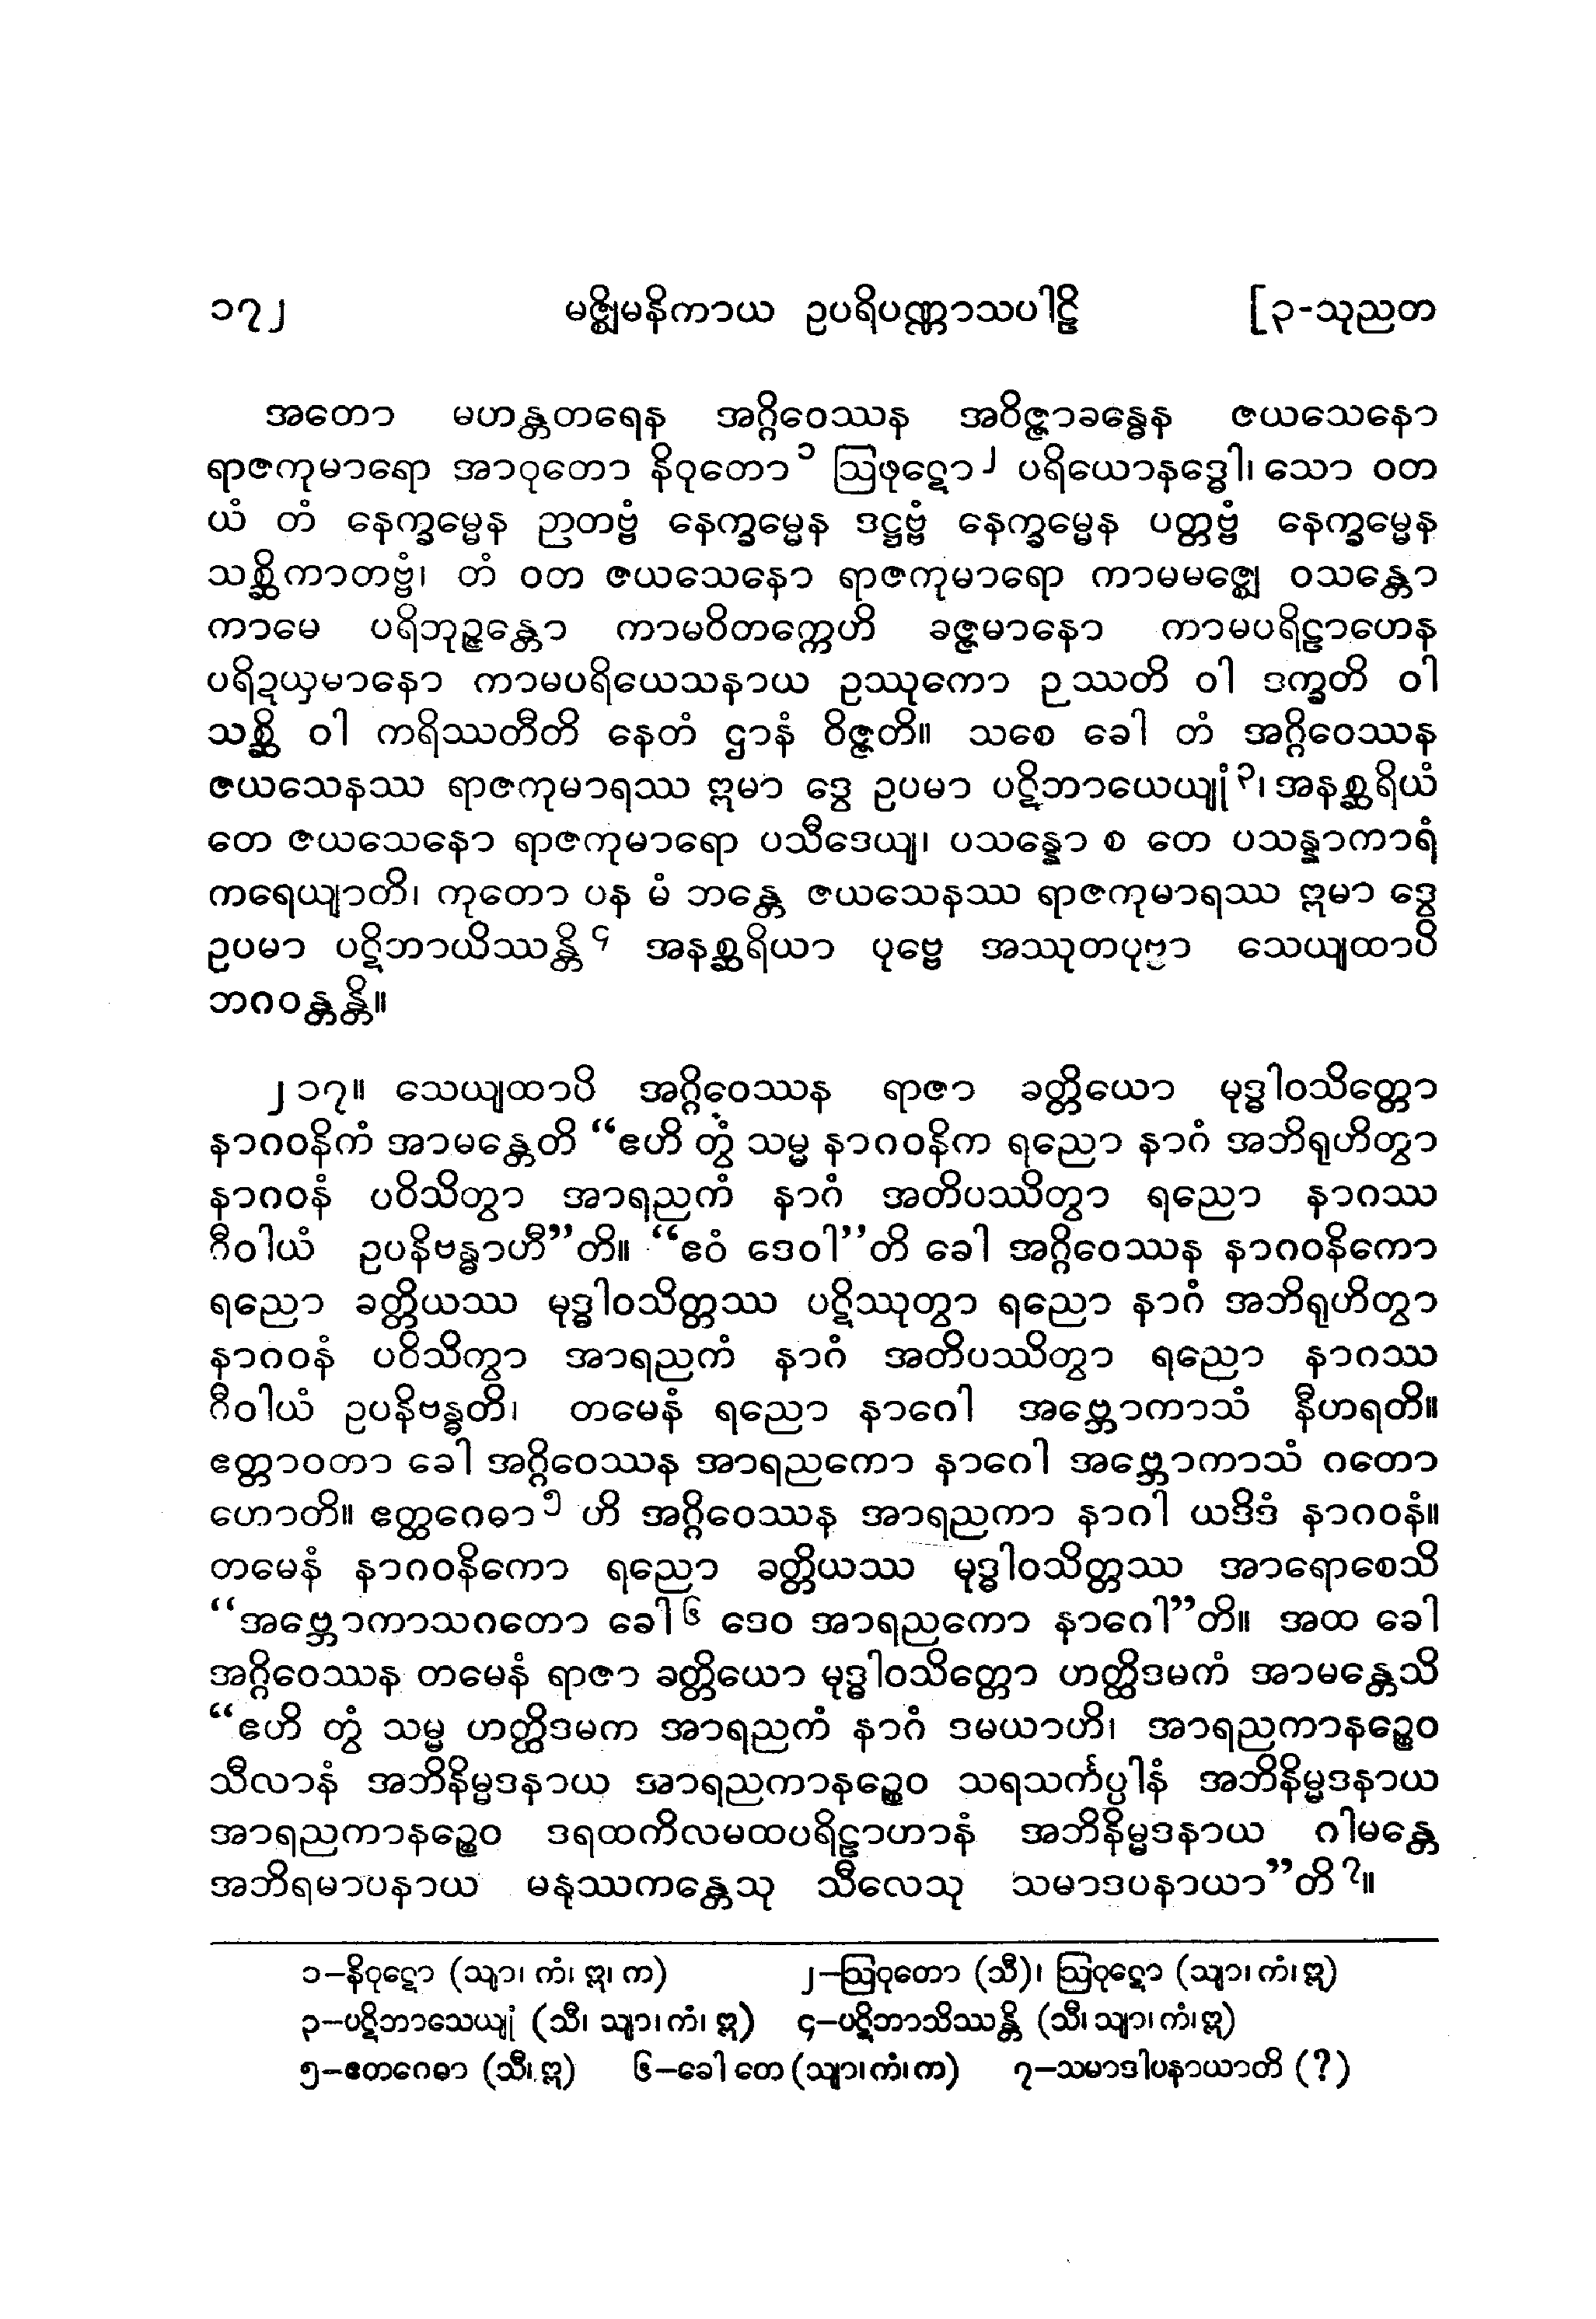 ၁၇၂ မဇ္ဈိမနိကာယ ဥပရိပဏ္ဏာသပါဠိ [၃-သုညတ
အတော မဟန္တတရေန အဂ္ဂိဝေဿန အဝိဇ္ဇာခန္ဓေန ဇယသေနော
ရာဇကုမာရော အာဝုတော နိဝုတော ၁ ဩဖုဋော ၂ ပရိယောနဒ္ဓေါ၊ သော ဝတ
ယံ တံ နေက္ခမ္မေန ဉာတဗ္ဗံ နေက္ခမ္မေန ဒဋ္ဌဗ္ဗံ နေက္ခမ္မေန ပတ္တဗ္ဗံ နေက္ခမ္မေန
သစ္ဆိကာတဗ္ဗံ၊ တံ ဝတ ဇယသေနော ရာဇကုမာရော ကာမမဇ္ဈေ ဝသန္တော
ကာမေ ပရိဘုဉ္ဇန္တော ကာမဝိတက္ကေဟိ ခဇ္ဇမာနော ကာမပရိဠာဟေန
ပရိဍယှမာနော ကာမပရိယေသနာယ ဥဿုကော ဉဿတိ ဝါ ဒက္ခတိ ဝါ
သစ္ဆိ ဝါ ကရိဿတီတိ နေတံ ဌာနံ ဝိဇ္ဇတိ။ သစေ ခေါ တံ အဂ္ဂိဝေဿန
ဇယသေနဿ ရာဇကုမာရဿ ဣမာ ဒွေ ဥပမာ ပဋိဘာယေယျုံ ၃၊ အနစ္ဆရိယံ
တေ ဇယသေနော ရာဇကုမာရော ပသီဒေယျ၊ ပသန္နော စ တေ ပသန္နာကာရံ
ကရေယျာတိ၊ ကုတော ပန မံ ဘန္တေ ဇယသေနဿ ရာဇကုမာရဿ ဣမာ ဒွေ
ဥပမာ ပဋိဘာယိဿန္တိ ၄ အနစ္ဆရိယာ ပုဗ္ဗေ အဿုတပုဗ္ဗာ သေယျထာပိ
ဘဂဝန္တန္တိ။
၂၁၇။ သေယျထာပိ အဂ္ဂိဝေဿန ရာဇာ ခတ္တိယော မုဒ္ဓါဝသိတ္တော
နာဂဝနိကံ အာမန္တေတိ “ဧဟိ တွံ သမ္မ နာဂဝနိက ရညော နာဂံ အဘိရုဟိတွာ
နာဂဝနံ ပဝိသိတွာ အာရညကံ နာဂံ အတိပဿိတွာ ရညော နာဂဿ
ဂီဝါယံ ဥပနိဗန္ဓာဟီ”တိ။ “ဧဝံ ဒေဝါ”တိ ခေါ အဂ္ဂိဝေဿန နာဂဝနိကော
ရညော ခတ္တိယဿ မုဒ္ဓါဝသိတ္တဿ ပဋိဿုတွာ ရညော နာဂံ အဘိရုဟိတွာ
နာဂဝနံ ပဝိသိတွာ အာရညကံ နာဂံ အတိပဿိတွာ ရညော နာဂဿ
ဂီဝါယံ ဥပနိဗန္ဓတိ၊ တမေနံ ရညော နာဂေါ အဗ္ဘောကာသံ နီဟရတိ။
ဧတ္တာဝတာ ခေါ အဂ္ဂိဝေဿန အာရညကော နာဂေါ အဗ္ဘောကာသံ ဂတော
ဟောတိ။ ဧတ္ထဂေဓာ ၅ ဟိ အဂ္ဂိဝေဿန အာရညကာ နာဂါ ယဒိဒံ နာဂဝနံ။
တမေနံ နာဂဝနိကော ရညော ခတ္တိယဿ မုဒ္ဓါဝသိတ္တဿ အာရောစေသိ
“အဗ္ဘောကာသဂတော ခေါ ၆ ဒေဝ အာရညကော နာဂေါ”တိ။ အထ ခေါ
အဂ္ဂိဝေဿန တမေနံ ရာဇာ ခတ္တိယော မုဒ္ဓါဝသိတ္တော ဟတ္ထိဒမကံ အာမန္တေသိ
“ဧဟိ တွံ သမ္မ ဟတ္ထိဒမက အာရညကံ နာဂံ ဒမယာဟိ၊ အာရညကာနဉ္စေဝ
သီလာနံ အဘိနိမ္မဒနာယ အာရညကာနဉ္စေဝ သရသင်္ကပ္ပါနံ အဘိနိမ္မဒနာယ
အာရညကာနဉ္စေဝ ဒရထကိလမထပရိဠာဟာနံ အဘိနိမ္မဒနာယ ဂါမန္တေ
အဘိရမာပနာယ မနုဿကန္တေသု သီလေသု သမာဒပနာယာ”တိ ၇။
၁–နိဝုဋော (သျာ၊ ကံ၊ ဣ၊ က) ၂–ဩဝုတော (သီ)၊ ဩဝုဋော (သျာ၊ ကံ၊ ဣ)
၃–ပဋိဘာသေယျုံ (သီ၊ သျာ၊ ကံ၊ ဣ) ၄–ပဋိဘာသိဿန္တိ (သီ၊ သျာ၊ ကံ၊ ဣ)
၅–ဧတဂေဓာ (သီ၊ ဣ) ၆–ခေါ တေ (သျာ၊ ကံ၊ က) ၇–သမာဒါပနာယာတိ (?)